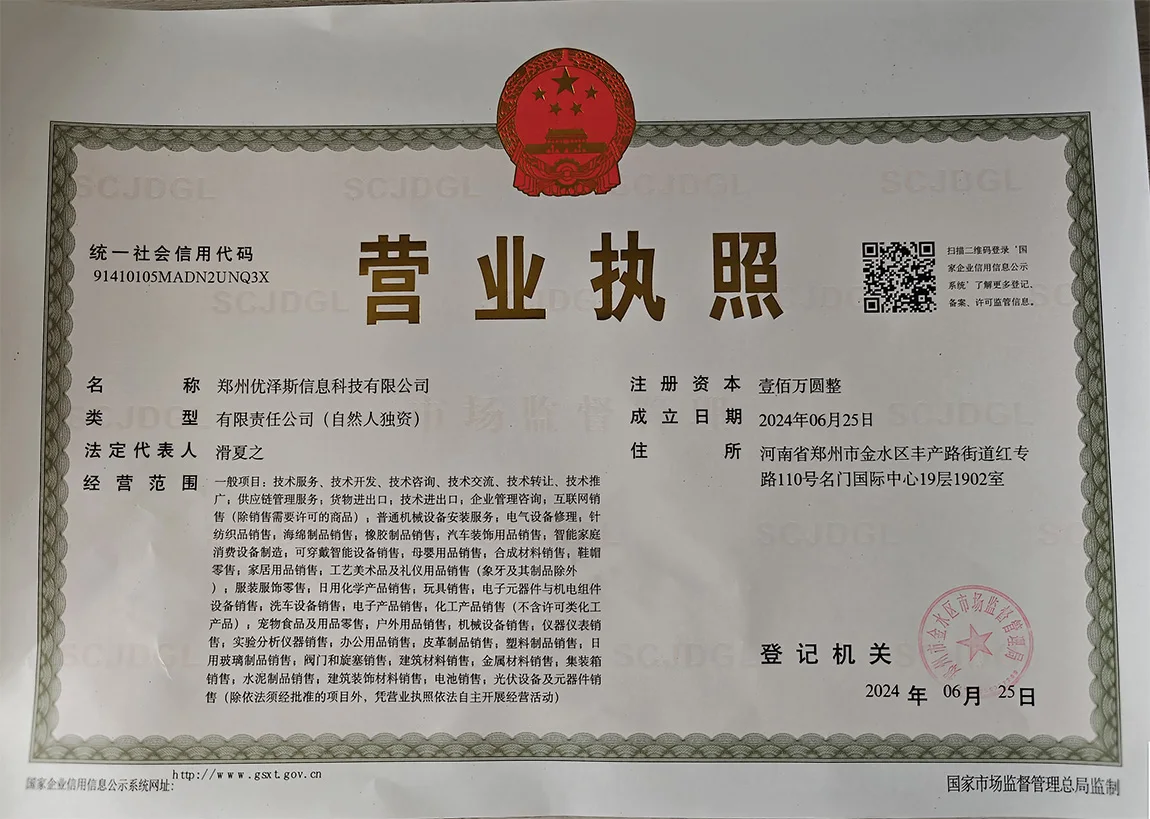 统一社会信用代码
91410105MADN2UNQ3X
营业执照
扫描二维码登录‘国
家企业信用信息公示
系统’了解更多登记、
备案、许可监管信息。
名称 郑州优泽斯信息科技有限公司
类型 有限责任公司（自然人独资）
法定代表人 滑夏之
经营范围 一般项目：技术服务、技术开发、技术咨询、技术交流、技术转让、技术推
广；供应链管理服务；货物进出口；技术进出口；企业管理咨询；互联网销
售（除销售需要许可的商品）；普通机械设备安装服务；电气设备修理；针
纺织品销售；海绵制品销售；橡胶制品销售；汽车装饰用品销售；智能家庭
消费设备制造；可穿戴智能设备销售；母婴用品销售；合成材料销售；鞋帽
零售；家居用品销售；工艺美术品及礼仪用品销售（象牙及其制品除外
）；服装服饰零售；日用化学产品销售；玩具销售；电子元器件与机电组件
设备销售；洗车设备销售；电子产品销售；化工产品销售（不含许可类化工
产品）；宠物食品及用品零售；户外用品销售；机械设备销售；仪器仪表销
售；实验分析仪器销售；办公用品销售；皮革制品销售；塑料制品销售；日
用玻璃制品销售；阀门和旋塞销售；建筑材料销售；金属材料销售；集装箱
销售；水泥制品销售；建筑装饰材料销售；电池销售；光伏设备及元器件销
售（除依法须经批准的项目外，凭营业执照依法自主开展经营活动）
注册资本 壹佰万圆整
成立日期 2024年06月25日
住所 河南省郑州市金水区丰产路街道红专
路110号名门国际中心19层1902室
登记机关
郑州市金水区市场监督管理局
2024年06月25日
国家企业信用信息公示系统网址：
http://www.gsxt.gov.cn
国家市场监督管理总局监制
SCJDGL
市场监督管理